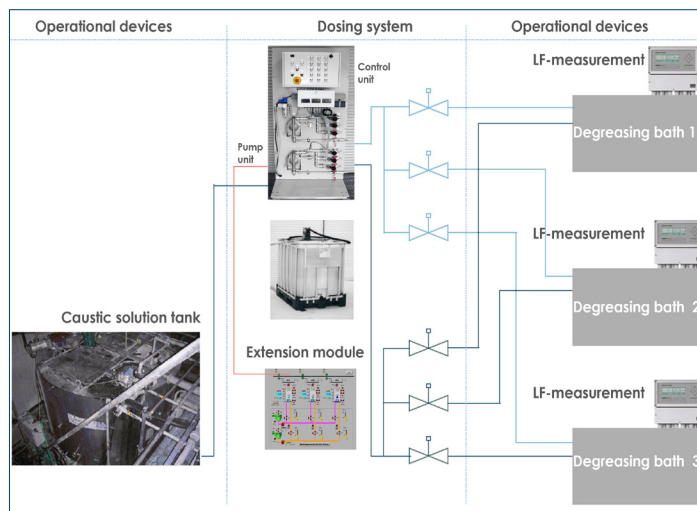 Operational devices
Dosing system
Operational devices
Control
unit
LF-measurement
Degreasing bath 1
Pump
unit
LF-measurement
Degreasing bath 2
Caustic solution tank
Extension module
LF-measurement
Degreasing bath 3